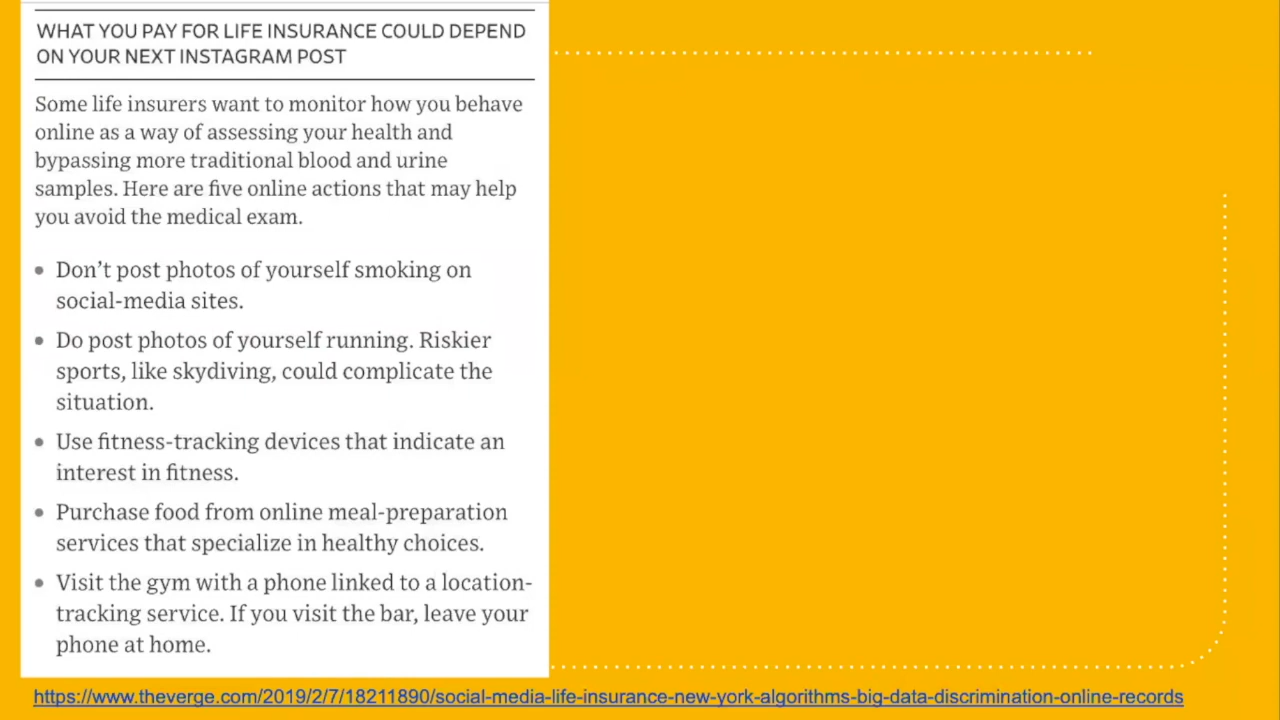 WHAT YOU PAY FOR LIFE INSURANCE COULD DEPEND
ON YOUR NEXT INSTAGRAM POST
Some life insurers want to monitor how you behave
online as a way of assessing your health and
bypassing more traditional blood and urine
samples. Here are five online actions that may help
you avoid the medical exam.
• Don’t post photos of yourself smoking on
social-media sites.
• Do post photos of yourself running. Riskier
sports, like skydiving, could complicate the
situation.
• Use fitness-tracking devices that indicate an
interest in fitness.
• Purchase food from online meal-preparation
services that specialize in healthy choices.
• Visit the gym with a phone linked to a location-
tracking service. If you visit the bar, leave your
phone at home.
https://www.theverge.com/2019/2/7/18211890/social-media-life-insurance-new-york-algorithms-big-data-discrimination-online-records